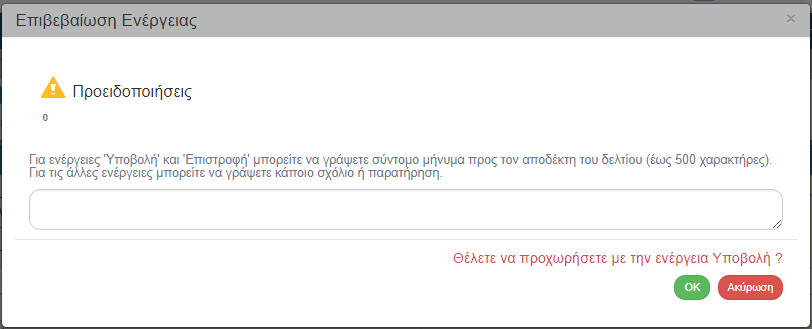 Επιβεβαίωση Ενέργειας
×
Προειδοποιήσεις
0
Για ενέργειες 'Υποβολή' και 'Επιστροφή' μπορείτε να γράψετε σύντομο μήνυμα προς τον αποδέκτη του δελτίου (έως 500 χαρακτήρες).
Για τις άλλες ενέργειες μπορείτε να γράψετε κάποιο σχόλιο ή παρατήρηση.
Θέλετε να προχωρήσετε με την ενέργεια Υποβολή ?
OK Ακύρωση